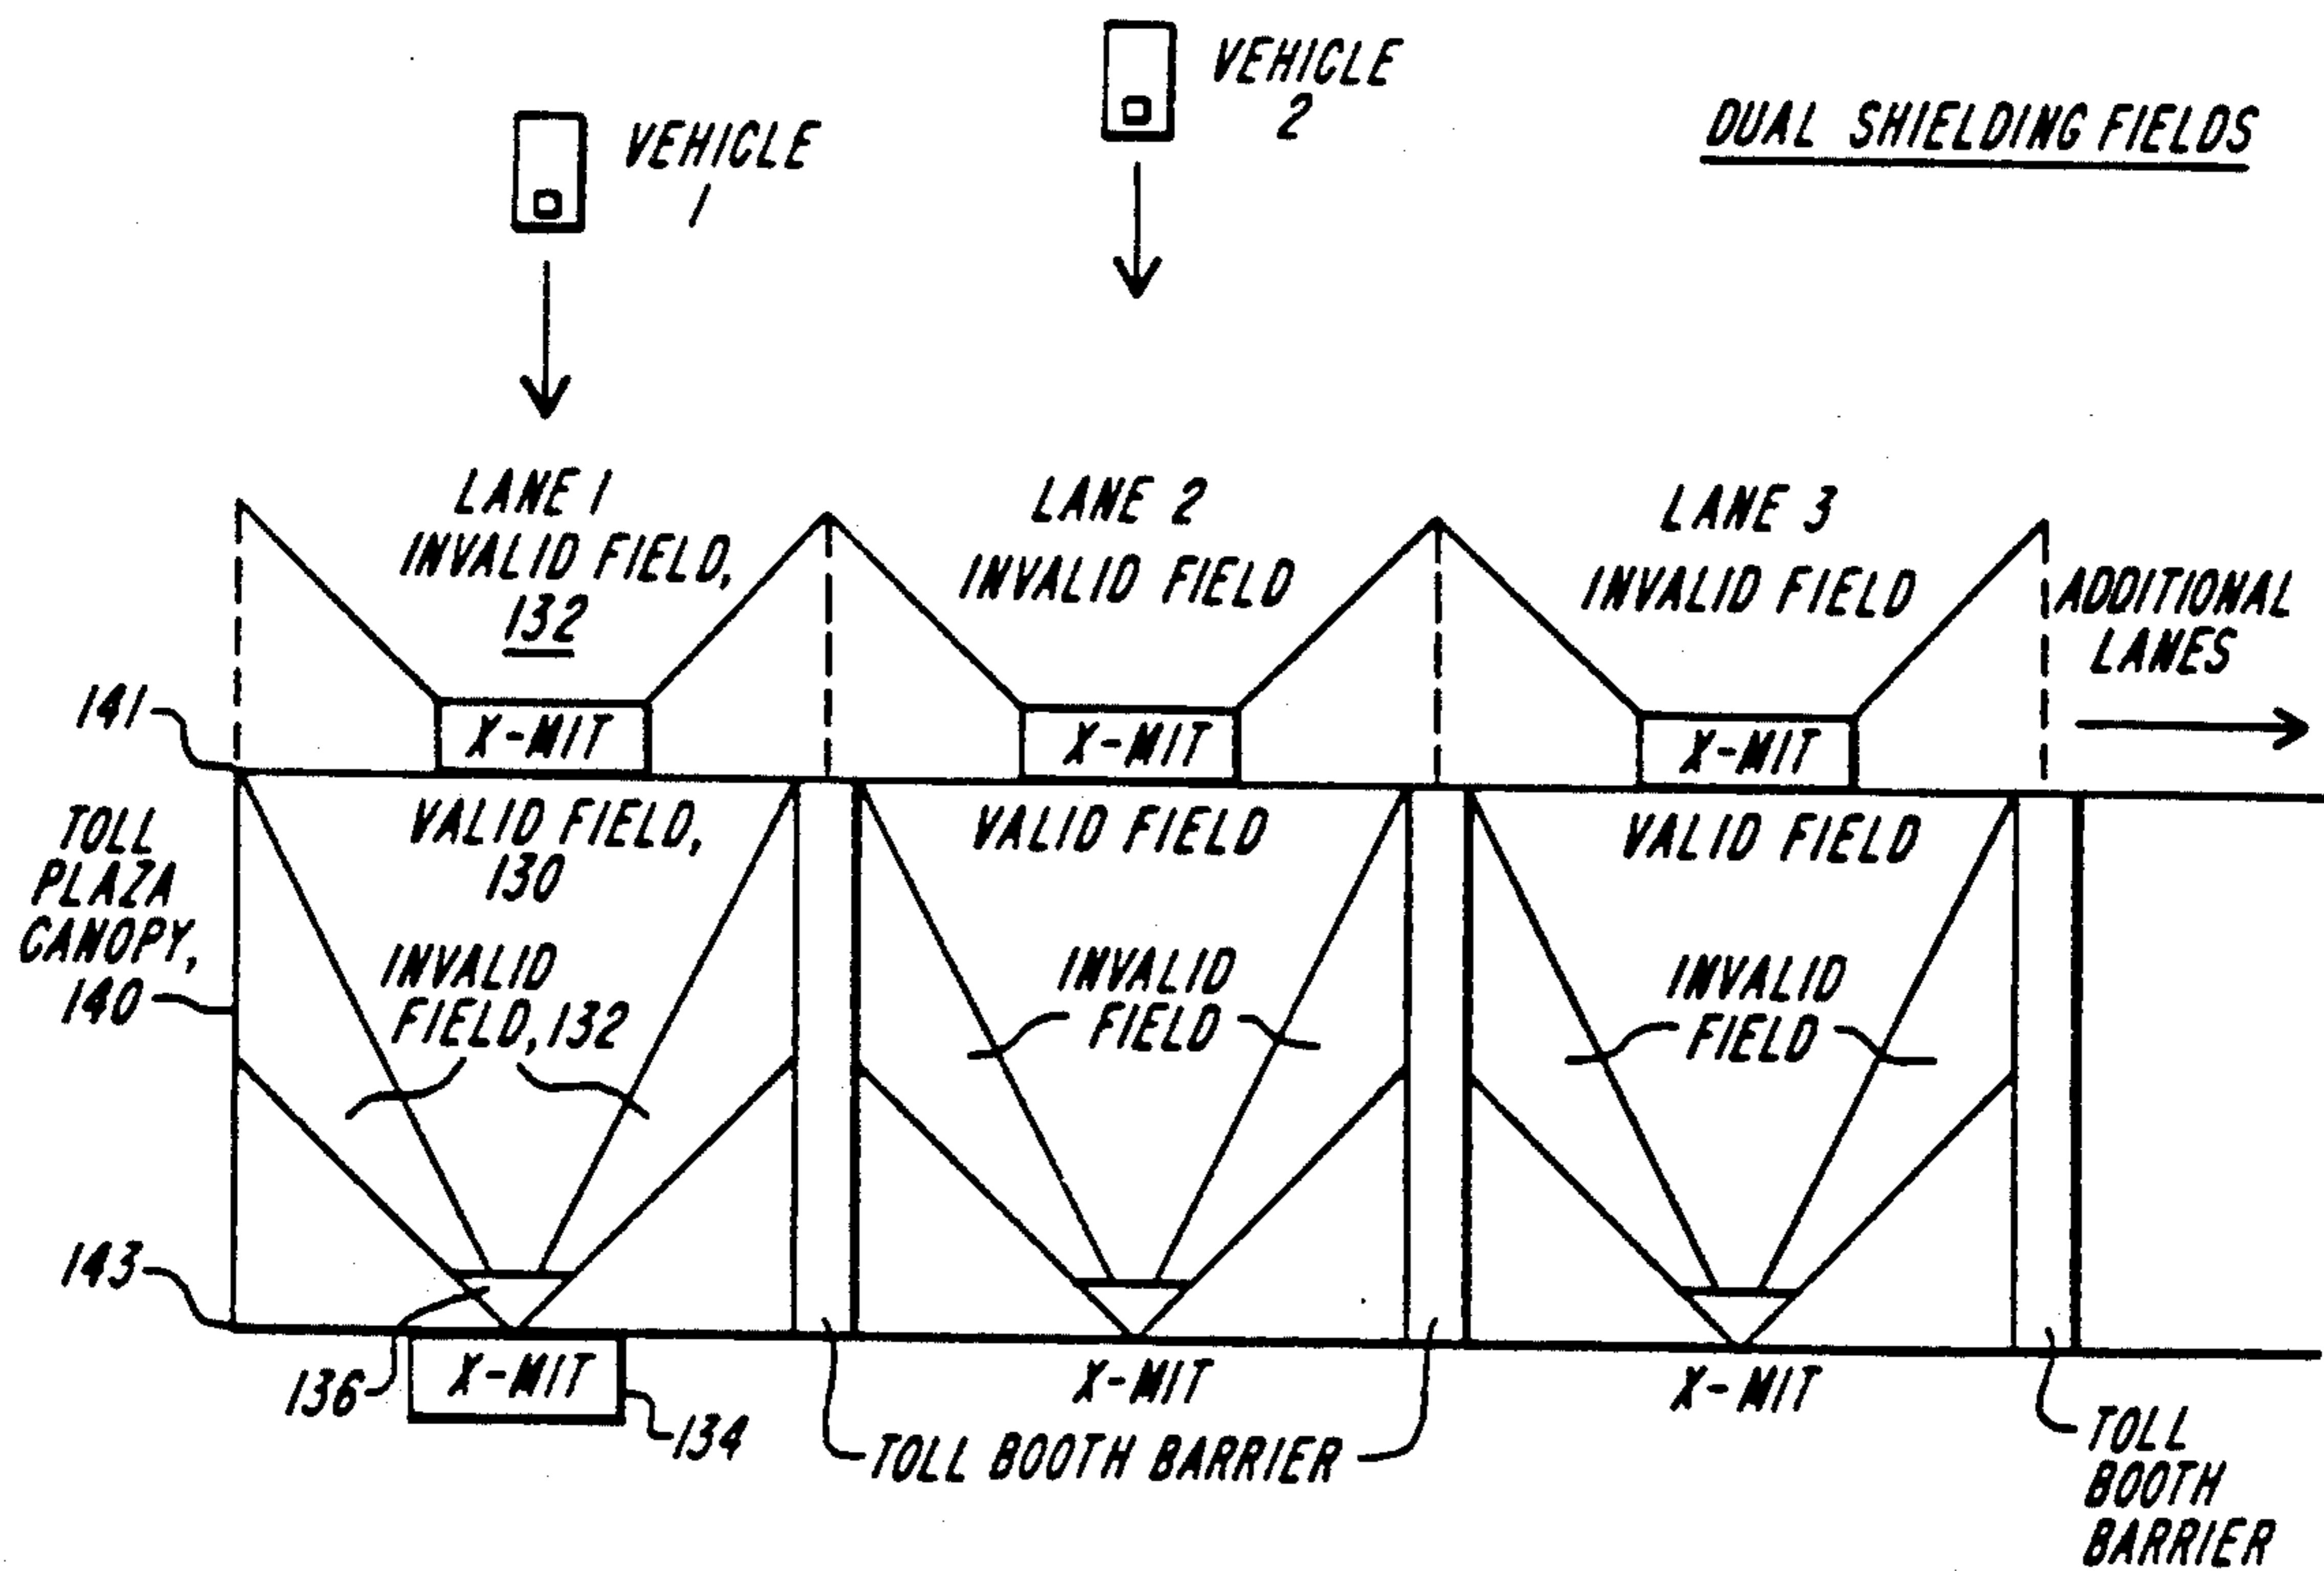 VEHICLE
1
VEHICLE
2
DUAL SHIELDING FIELDS
LANE 1
INVALID FIELD,
132
LANE 2
INVALID FIELD
LANE 3
INVALID FIELD
ADDITIONAL
LANES
141
X-MIT
X-MIT
X-MIT
TOLL
PLAZA
CANOPY,
140
VALID FIELD,
130
VALID FIELD
VALID FIELD
INVALID
FIELD, 132
INVALID
FIELD
INVALID
FIELD
143
136
X-MIT
134
X-MIT
X-MIT
TOLL BOOTH BARRIER
TOLL
BOOTH
BARRIER